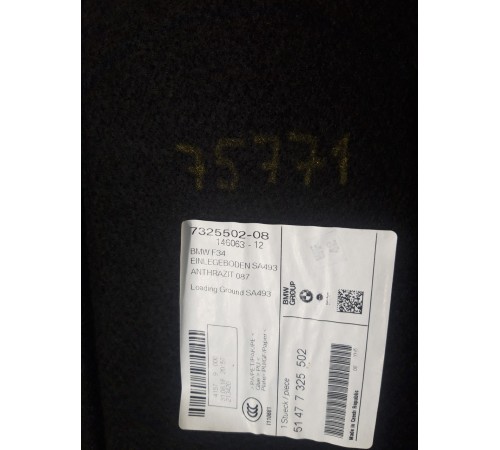 75771
7325502-08
146063 - 12
BMW F34
EINLEGEBODEN SA493
ANTHRAZIT 087
Loading Ground SA493
BMW
GROUP
1 Stueck / piece
51 47 7 325 502
Made in Czech Republic